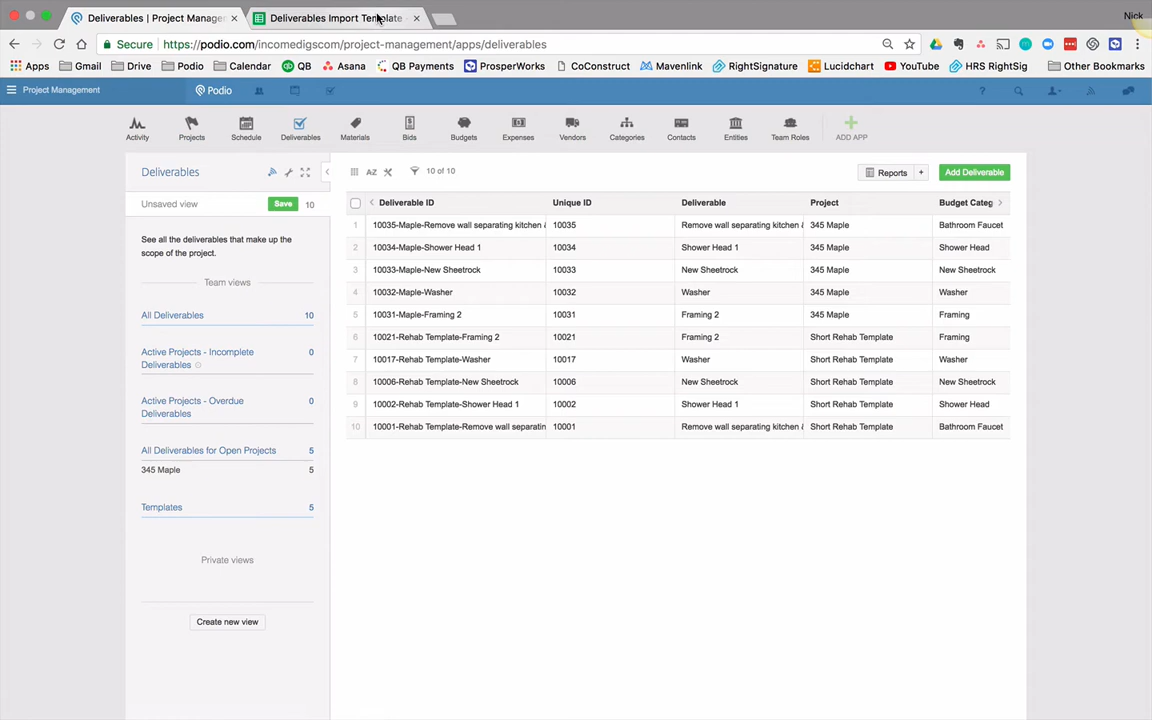 Deliverables | Project Manager
Deliverables Import Template
Nick
Secure
https://podio.com/incomedigscom/project-management/apps/deliverables
Apps
Gmail
Drive
Podio
Calendar
QB
Asana
QB Payments
ProsperWorks
CoConstruct
Mavenlink
RightSignature
Lucidchart
YouTube
HRS RightSig
Other Bookmarks
Project Management
Podio
Activity
Projects
Schedule
Deliverables
Materials
Bids
Budgets
Expenses
Vendors
Categories
Contacts
Entities
Team Roles
ADD APP
Deliverables
AZ
10 of 10
Reports
+
Add Deliverable
Unsaved view
Save
10
See all the deliverables that make up the
scope of the project.
Team views
All Deliverables 10
Active Projects - Incomplete 0
Deliverables
Active Projects - Overdue 0
Deliverables
All Deliverables for Open Projects 5
345 Maple 5
Templates 5
Private views
Create new view
Deliverable ID Unique ID Deliverable Project Budget Categ
1 10035-Maple-Remove wall separating kitchen 10035 Remove wall separating kitchen 345 Maple Bathroom Faucet
2 10034-Maple-Shower Head 1 10034 Shower Head 1 345 Maple Shower Head
3 10033-Maple-New Sheetrock 10033 New Sheetrock 345 Maple New Sheetrock
4 10032-Maple-Washer 10032 Washer 345 Maple Washer
5 10031-Maple-Framing 2 10031 Framing 2 345 Maple Framing
6 10021-Rehab Template-Framing 2 10021 Framing 2 Short Rehab Template Framing
7 10017-Rehab Template-Washer 10017 Washer Short Rehab Template Washer
8 10006-Rehab Template-New Sheetrock 10006 New Sheetrock Short Rehab Template New Sheetrock
9 10002-Rehab Template-Shower Head 1 10002 Shower Head 1 Short Rehab Template Shower Head
10 10001-Rehab Template-Remove wall separatin 10001 Remove wall separating kitchen Short Rehab Template Bathroom Faucet